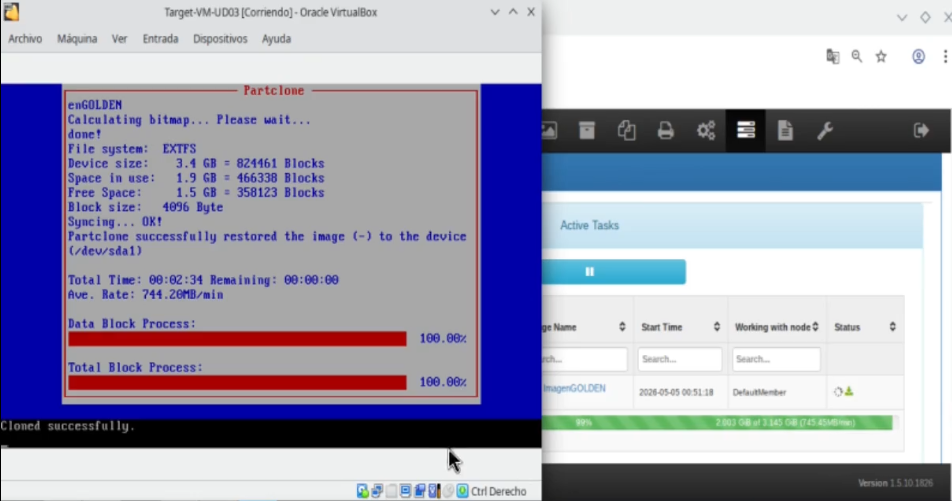 Target-VM-UD03 [Corriendo] - Oracle VirtualBox
Archivo Máquina Ver Entrada Dispositivos Ayuda
Partclone
enGOLDEN
Calculating bitmap... Please wait...
done!
File system: EXTFS
Device size: 3.4 GB = 824461 Blocks
Space in use: 1.9 GB = 466338 Blocks
Free Space: 1.5 GB = 358123 Blocks
Block size: 4096 Byte
Syncing... OK!
Partclone successfully restored the image (-) to the device
(/dev/sda1)
Total Time: 00:02:34 Remaining: 00:00:00
Ave. Rate: 744.20MB/min
Data Block Process:
100.00%
Total Block Process:
100.00%
Cloned successfully.
Ctrl Derecho
Active Tasks
ge Name Start Time Working with node Status
rch... Search... Search...
ImagenGOLDEN 2026-05-05 00:51:18 DefaultMember
99% 2.003 GiB of 3.145 GiB (745.45MB/min)
Version 1.5.10.1826